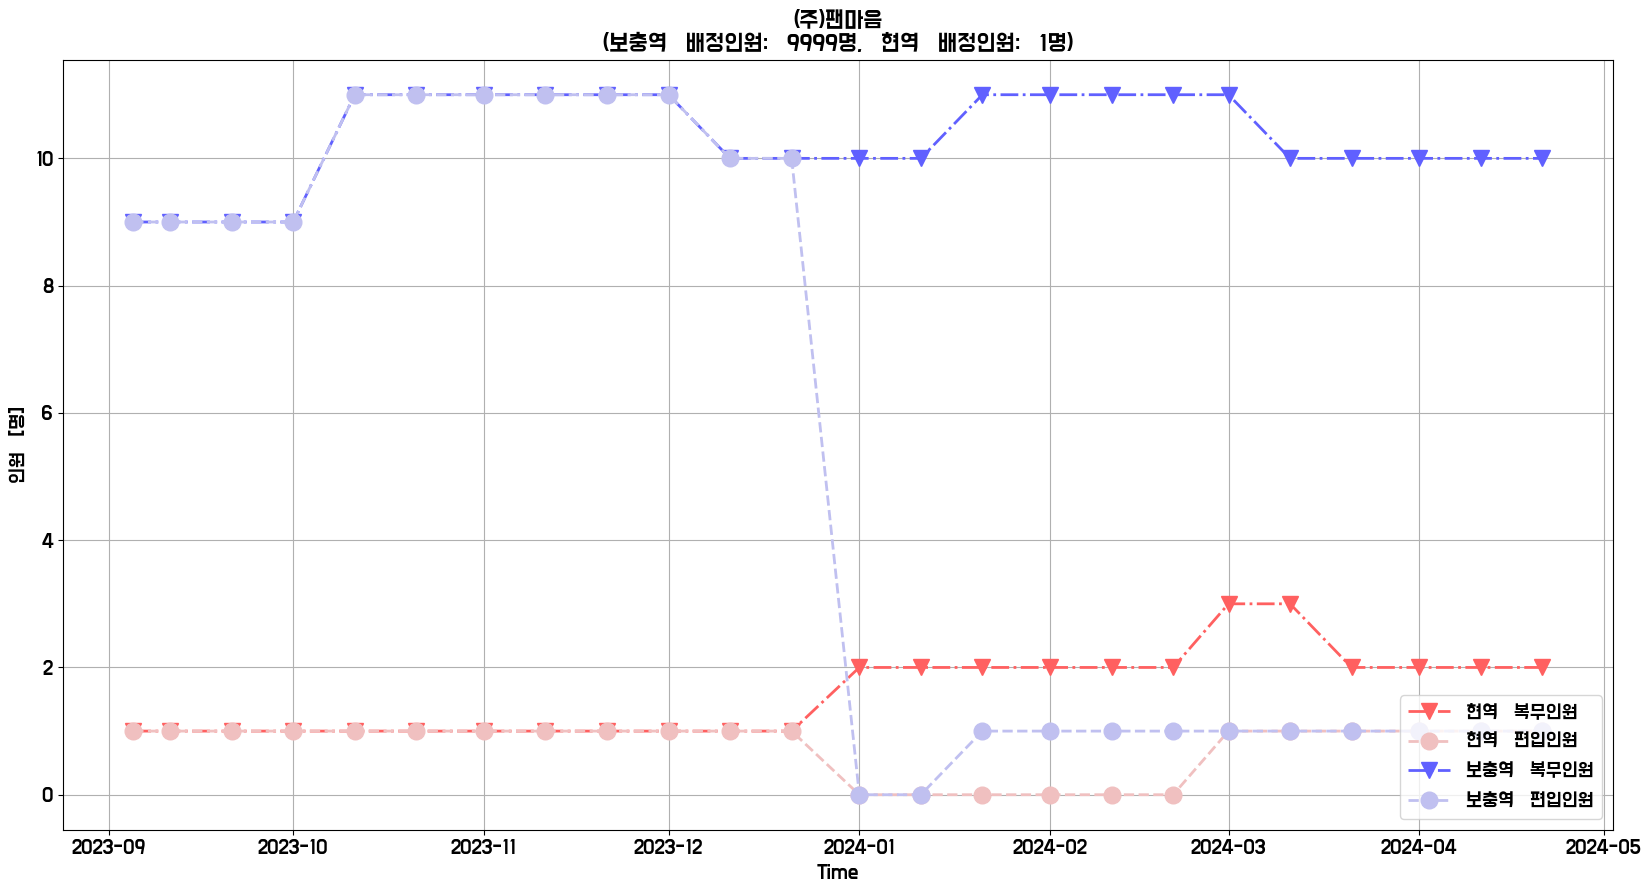 (주)팬마음
(보충역 배정인원: 9999명, 현역 배정인원: 1명)
인원 [명]
10
8
6
4
2
0
현역 복무인원
현역 편입인원
보충역 복무인원
보충역 편입인원
2023-09 2023-10 2023-11 2023-12 2024-01 2024-02 2024-03 2024-04 2024-05
Time